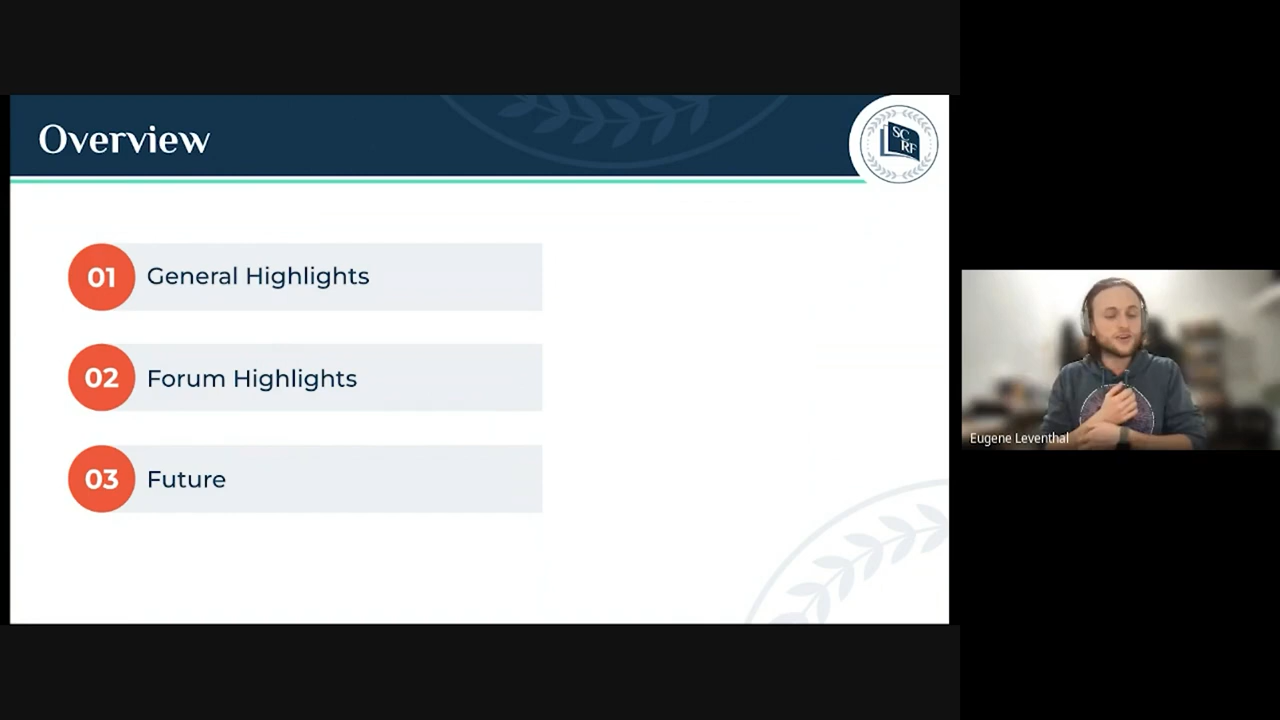 Overview
SC
RF
01 General Highlights
02 Forum Highlights
03 Future
Eugene Leventhal